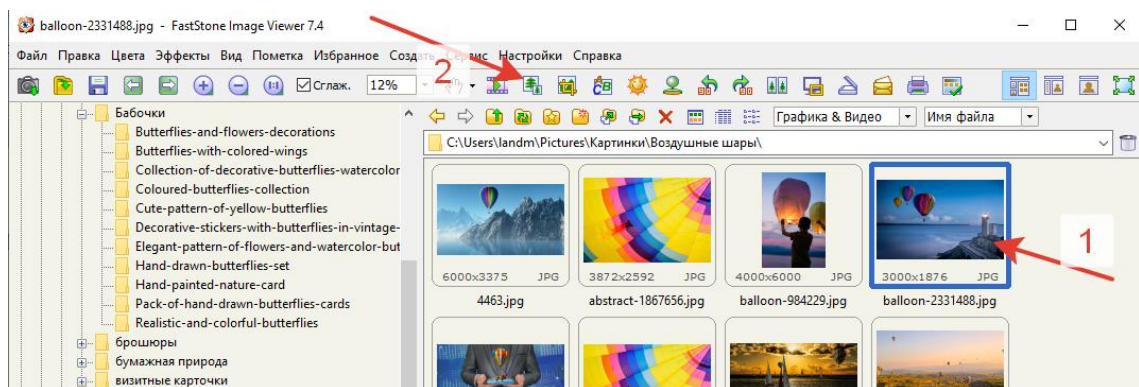 balloon-2331488.jpg - FastStone Image Viewer 7.4
Файл Правка Цвета Эффекты Вид Пометка Избранное Создать Сервис Настройки Справка
2
Сглаж. 12%
Бабочки
Butterflies-and-flowers-decorations
Butterflies-with-colored-wings
Collection-of-decorative-butterflies-watercolor
Coloured-butterflies-collection
Cute-pattern-of-yellow-butterflies
Decorative-stickers-with-butterflies-in-vintage-
Elegant-pattern-of-flowers-and-watercolor-but
Hand-drawn-butterflies-set
Hand-painted-nature-card
Pack-of-hand-drawn-butterflies-cards
Realistic-and-colorful-butterflies
брошюры
бумажная природа
визитные карточки
Графика & Видео Имя файла
C:\Users\landm\Pictures\Картинки\Воздушные шары\
1
6000x3375 JPG 3872x2592 JPG 4000x6000 JPG 3000x1876 JPG
4463.jpg abstract-1867656.jpg balloon-984229.jpg balloon-2331488.jpg